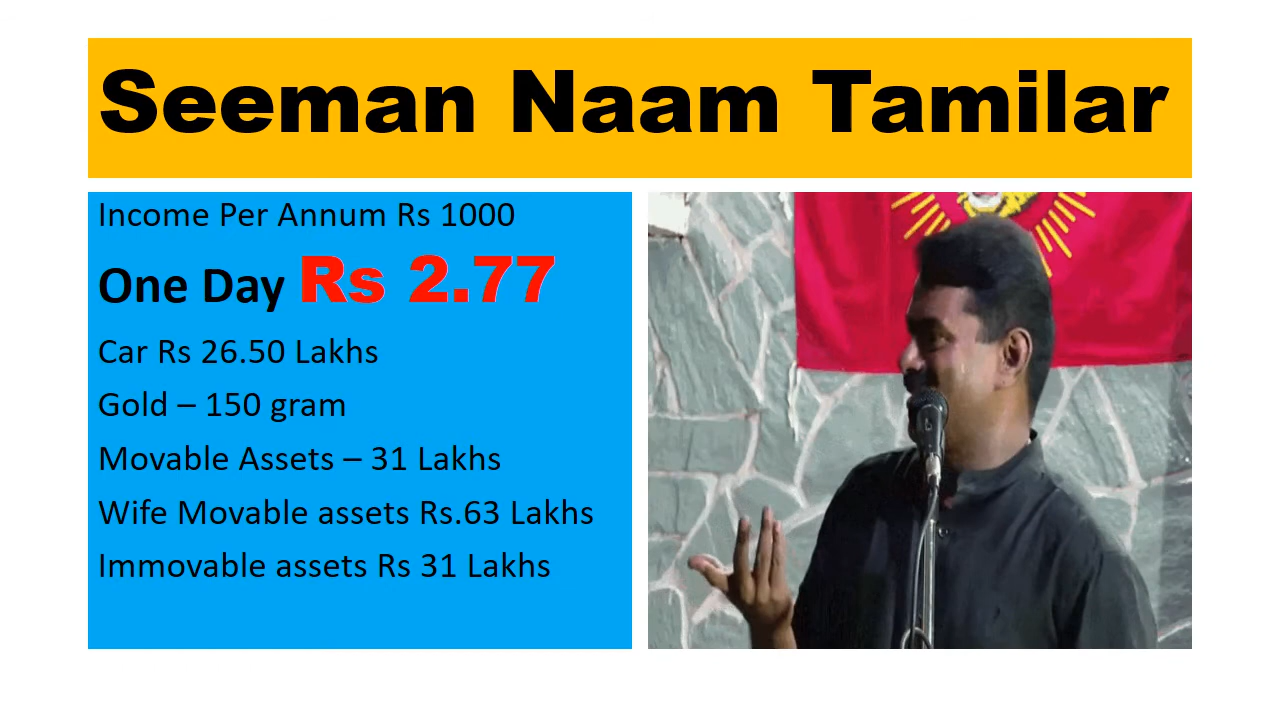 Seeman Naam Tamilar
Income Per Annum Rs 1000
One Day Rs 2.77
Car Rs 26.50 Lakhs
Gold – 150 gram
Movable Assets – 31 Lakhs
Wife Movable assets Rs.63 Lakhs
Immovable assets Rs 31 Lakhs